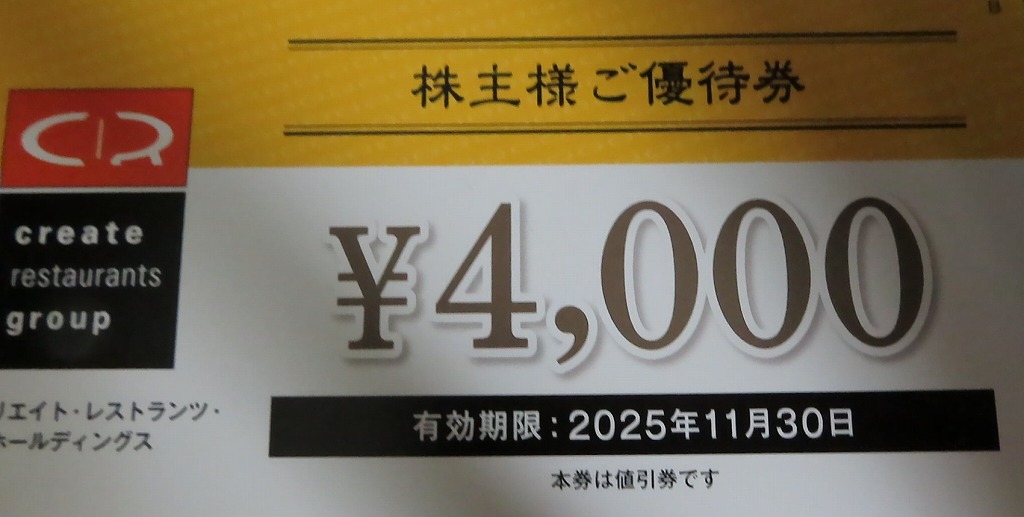 B
株主様ご優待券
CR
create
restaurants
group
¥4,000
リエイト・レストランツ・
ホールディングス
有効期限:2025年11月30日
本券は値引券です